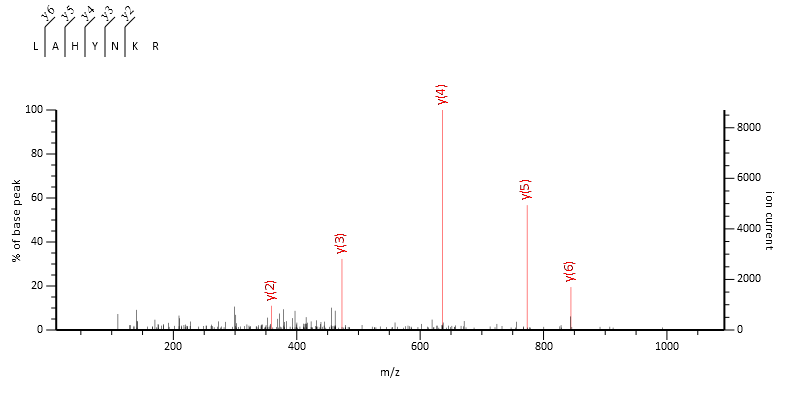 y6 y5 y4 y3 y2
L A H Y N K R
y(4)
y(5)
y(3)
y(6)
y(2)
100
80
60
40
20
0
% of base peak
8000
6000
4000
2000
0
ion current
200 400 600 800 1000
m/z